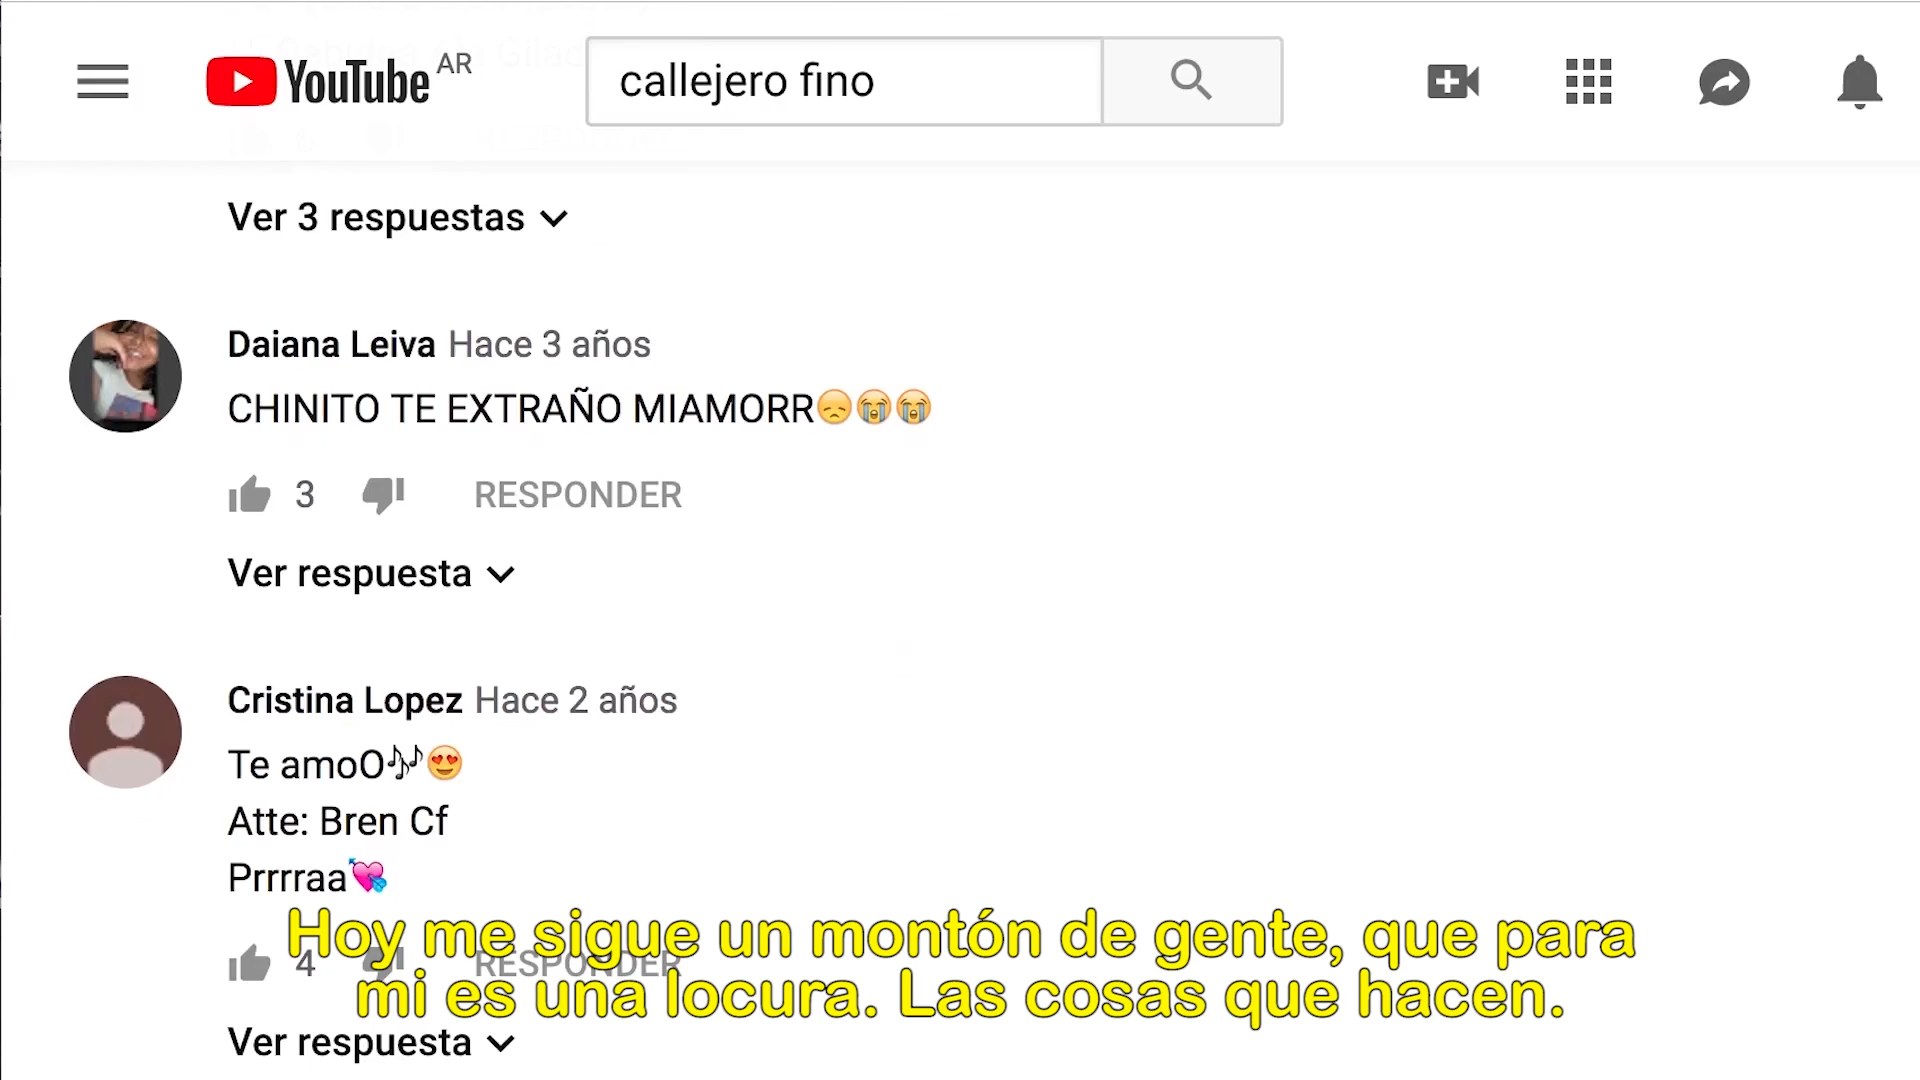 YouTube AR
callejero fino
Ver 3 respuestas
Daiana Leiva Hace 3 años
CHINITO TE EXTRAÑO MIAMORR😞😭😭
3 RESPONDER
Ver respuesta
Cristina Lopez Hace 2 años
Te amoO🎶😍
Atte: Bren Cf
Prrrraa💘
4 RESPONDER
Hoy me sigue un montón de gente, que para
mi es una locura. Las cosas que hacen.
Ver respuesta